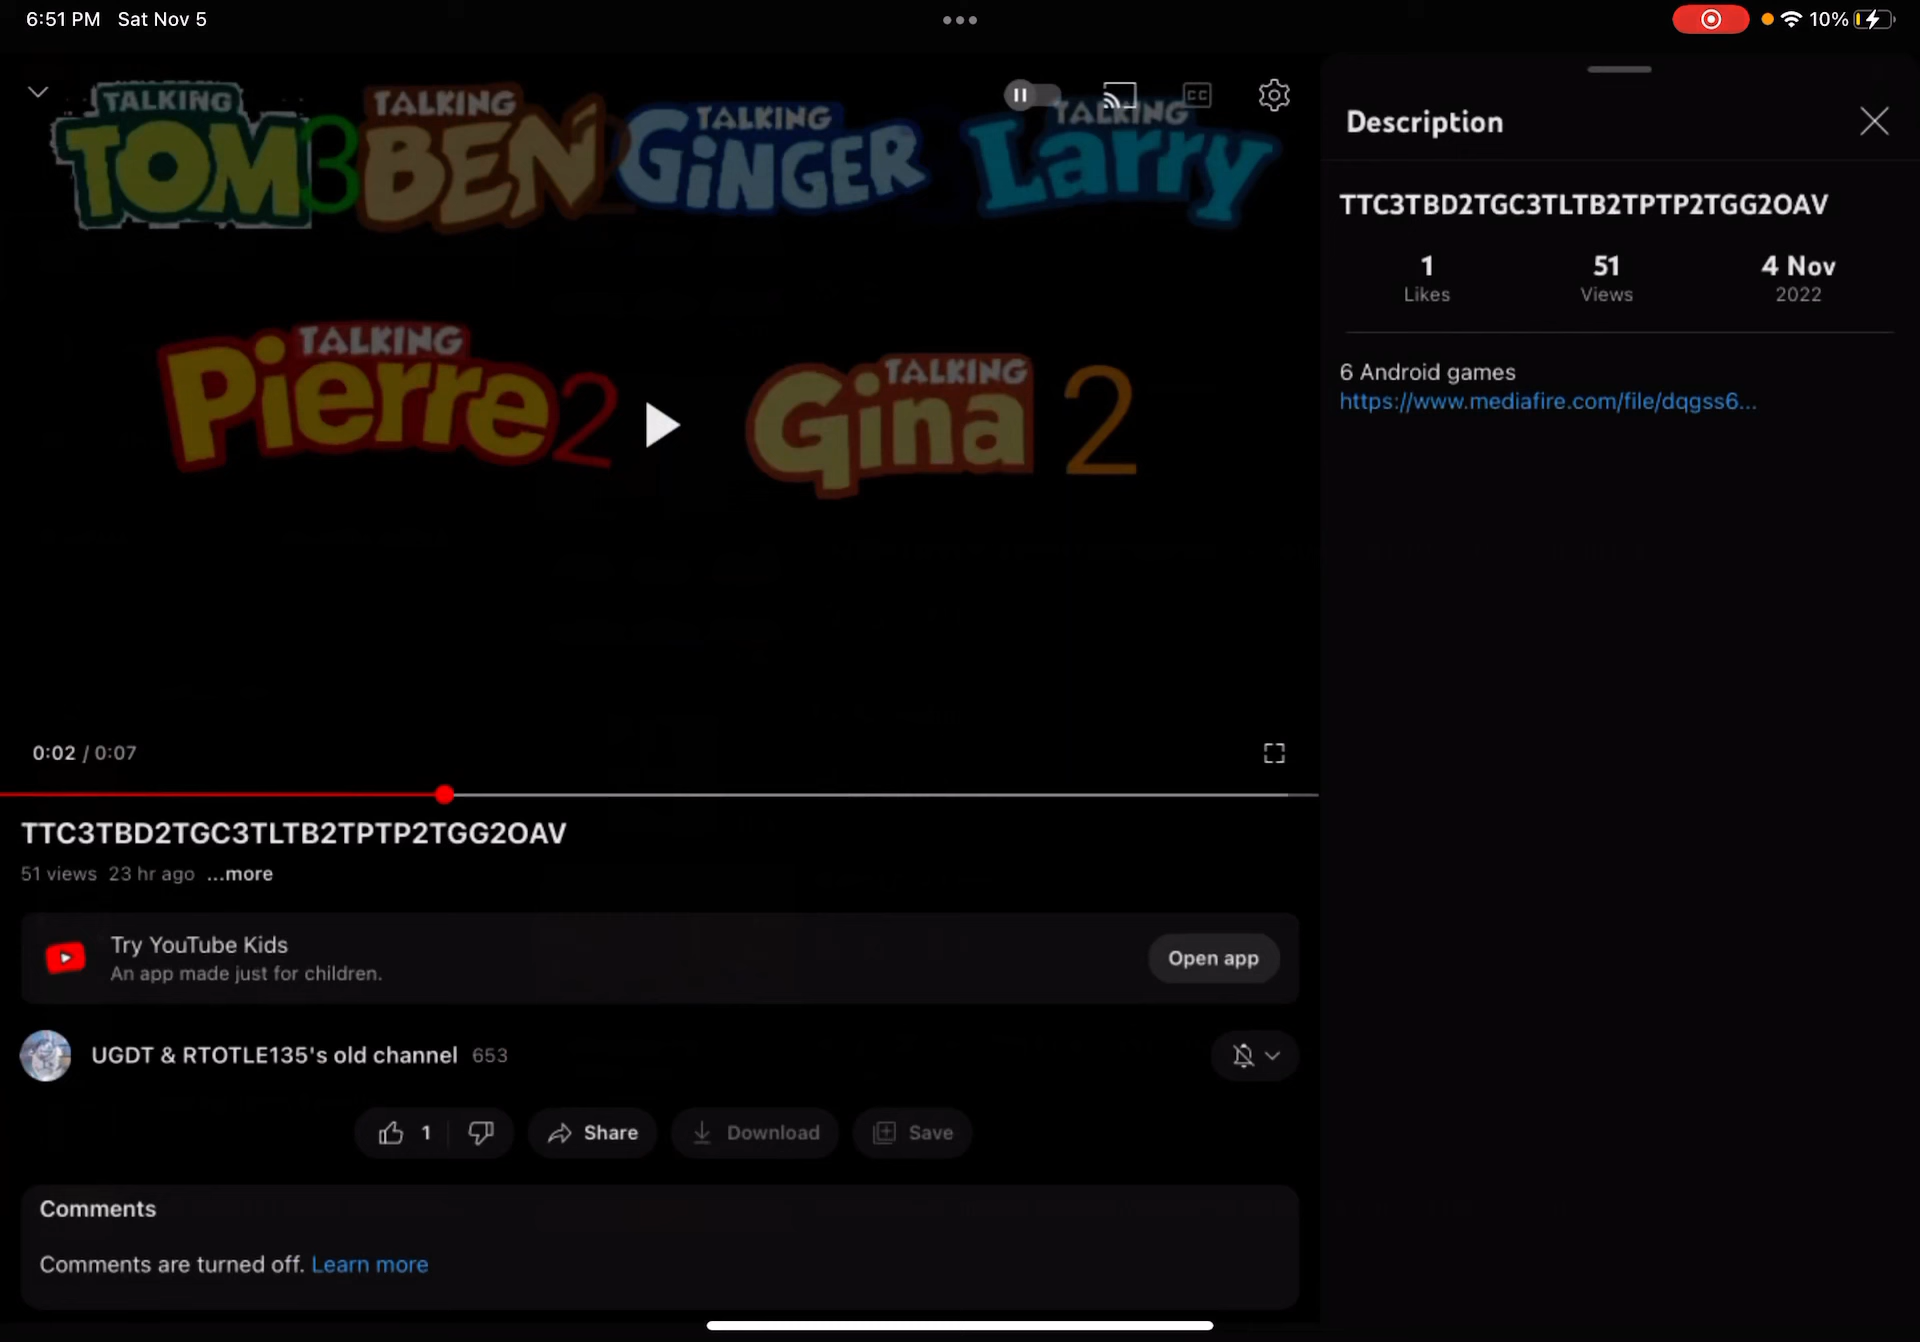 6:51 PM Sat Nov 5
10%
TALKING TOM 3
TALKING BEN 2
TALKING GiNGER
TALKING Larry
CC
TALKING Pierre 2
TALKING Gina 2
0:02 / 0:07
TTC3TBD2TGC3TLTB2TPTP2TGG2OAV
51 views 23 hr ago ...more
Try YouTube Kids
An app made just for children.
Open app
UGDT & RTOTLE135's old channel 653
1 Share Download Save
Comments
Comments are turned off. Learn more
Description
TTC3TBD2TGC3TLTB2TPTP2TGG2OAV
1 51 4 Nov
Likes Views 2022
6 Android games
https://www.mediafire.com/file/dqgss6...